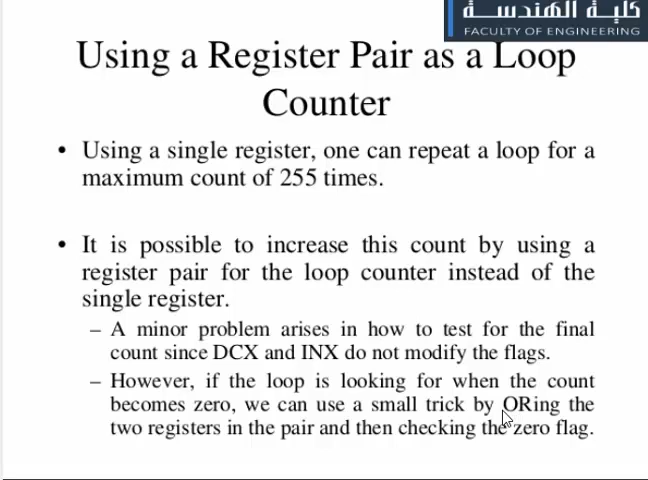 كلية الهندسة
FACULTY OF ENGINEERING
Using a Register Pair as a Loop
Counter
• Using a single register, one can repeat a loop for a
maximum count of 255 times.
• It is possible to increase this count by using a
register pair for the loop counter instead of the
single register.
– A minor problem arises in how to test for the final
count since DCX and INX do not modify the flags.
– However, if the loop is looking for when the count
becomes zero, we can use a small trick by ORing the
two registers in the pair and then checking the zero flag.